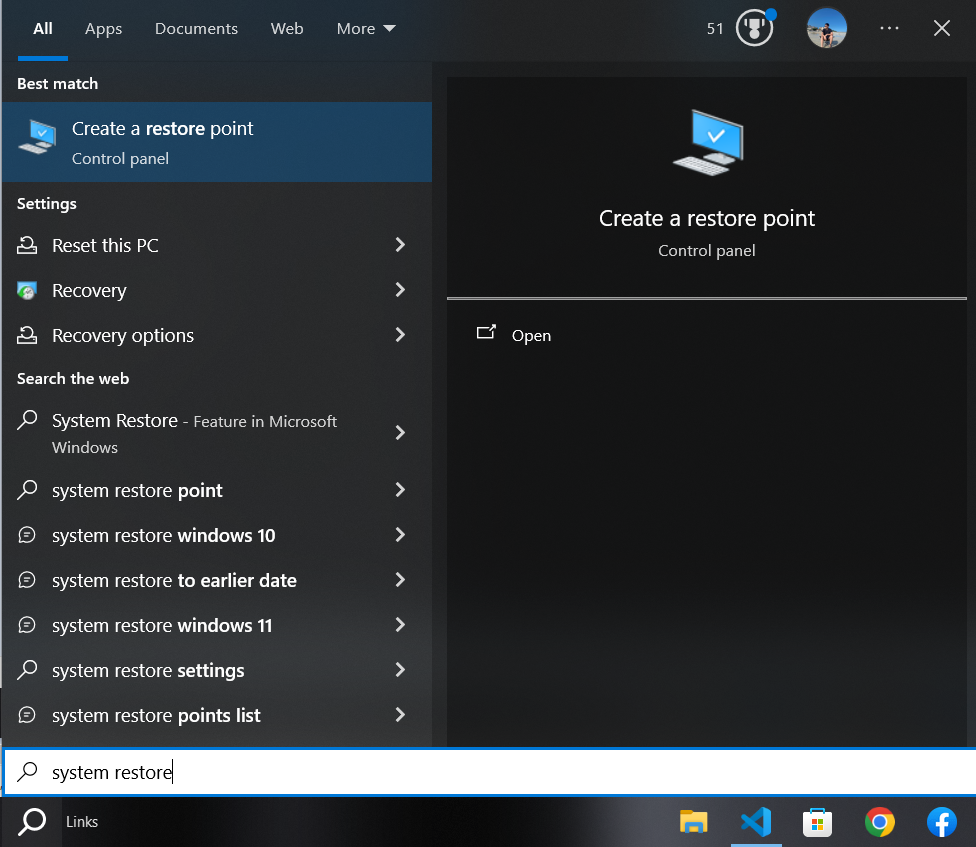 All Apps Documents Web More 51
Best match
Create a restore point
Control panel
Settings
Reset this PC
Recovery
Recovery options
Search the web
System Restore - Feature in Microsoft
Windows
system restore point
system restore windows 10
system restore to earlier date
system restore windows 11
system restore settings
system restore points list
Create a restore point
Control panel
Open
system restore
Links